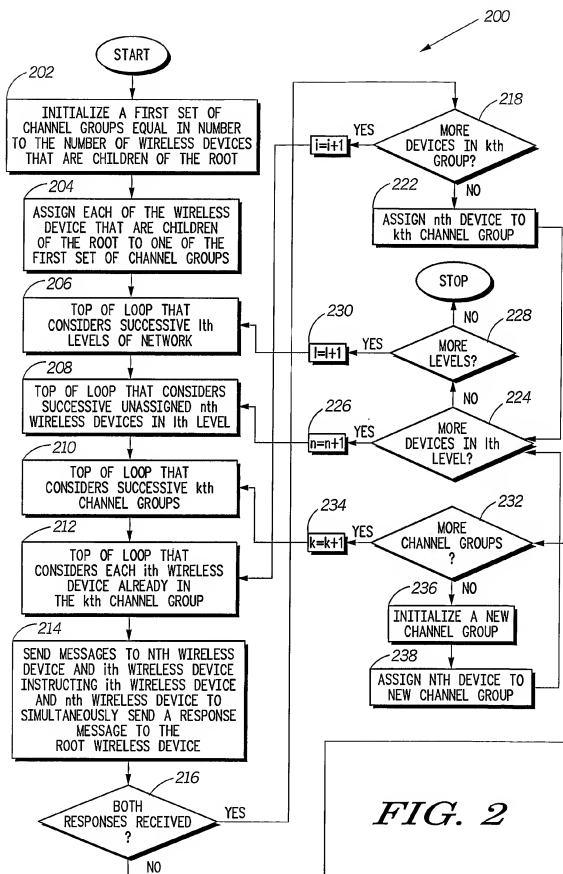 200
START
202
INITIALIZE A FIRST SET OF
CHANNEL GROUPS EQUAL IN NUMBER
TO THE NUMBER OF WIRELESS DEVICES
THAT ARE CHILDREN OF THE ROOT
204
ASSIGN EACH OF THE WIRELESS
DEVICE THAT ARE CHILDREN
OF THE ROOT TO ONE OF THE
FIRST SET OF CHANNEL GROUPS
206
TOP OF LOOP THAT
CONSIDERS SUCCESSIVE lth
LEVELS OF NETWORK
208
TOP OF LOOP THAT CONSIDERS
SUCCESSIVE UNASSIGNED nth
WIRELESS DEVICES IN lth LEVEL
210
TOP OF LOOP THAT
CONSIDERS SUCCESSIVE kth
CHANNEL GROUPS
212
TOP OF LOOP THAT
CONSIDERS EACH ith WIRELESS
DEVICE ALREADY IN
THE kth CHANNEL GROUP
214
SEND MESSAGES TO NTH WIRELESS
DEVICE AND ith WIRELESS DEVICE
INSTRUCTING ith WIRELESS DEVICE
AND nth WIRELESS DEVICE TO
SIMULTANEOUSLY SEND A RESPONSE
MESSAGE TO THE
ROOT WIRELESS DEVICE
216
BOTH
RESPONSES RECEIVED
?
YES
NO
218
MORE
DEVICES IN kth
GROUP?
YES
i=i+1
NO
222
ASSIGN nth DEVICE TO
kth CHANNEL GROUP
STOP
NO
228
MORE
LEVELS?
YES
230
l=l+1
NO
224
MORE
DEVICES IN lth
LEVEL?
YES
226
n=n+1
232
MORE
CHANNEL GROUPS
?
YES
234
k=k+1
NO
236
INITIALIZE A NEW
CHANNEL GROUP
238
ASSIGN NTH DEVICE TO
NEW CHANNEL GROUP
FIG. 2